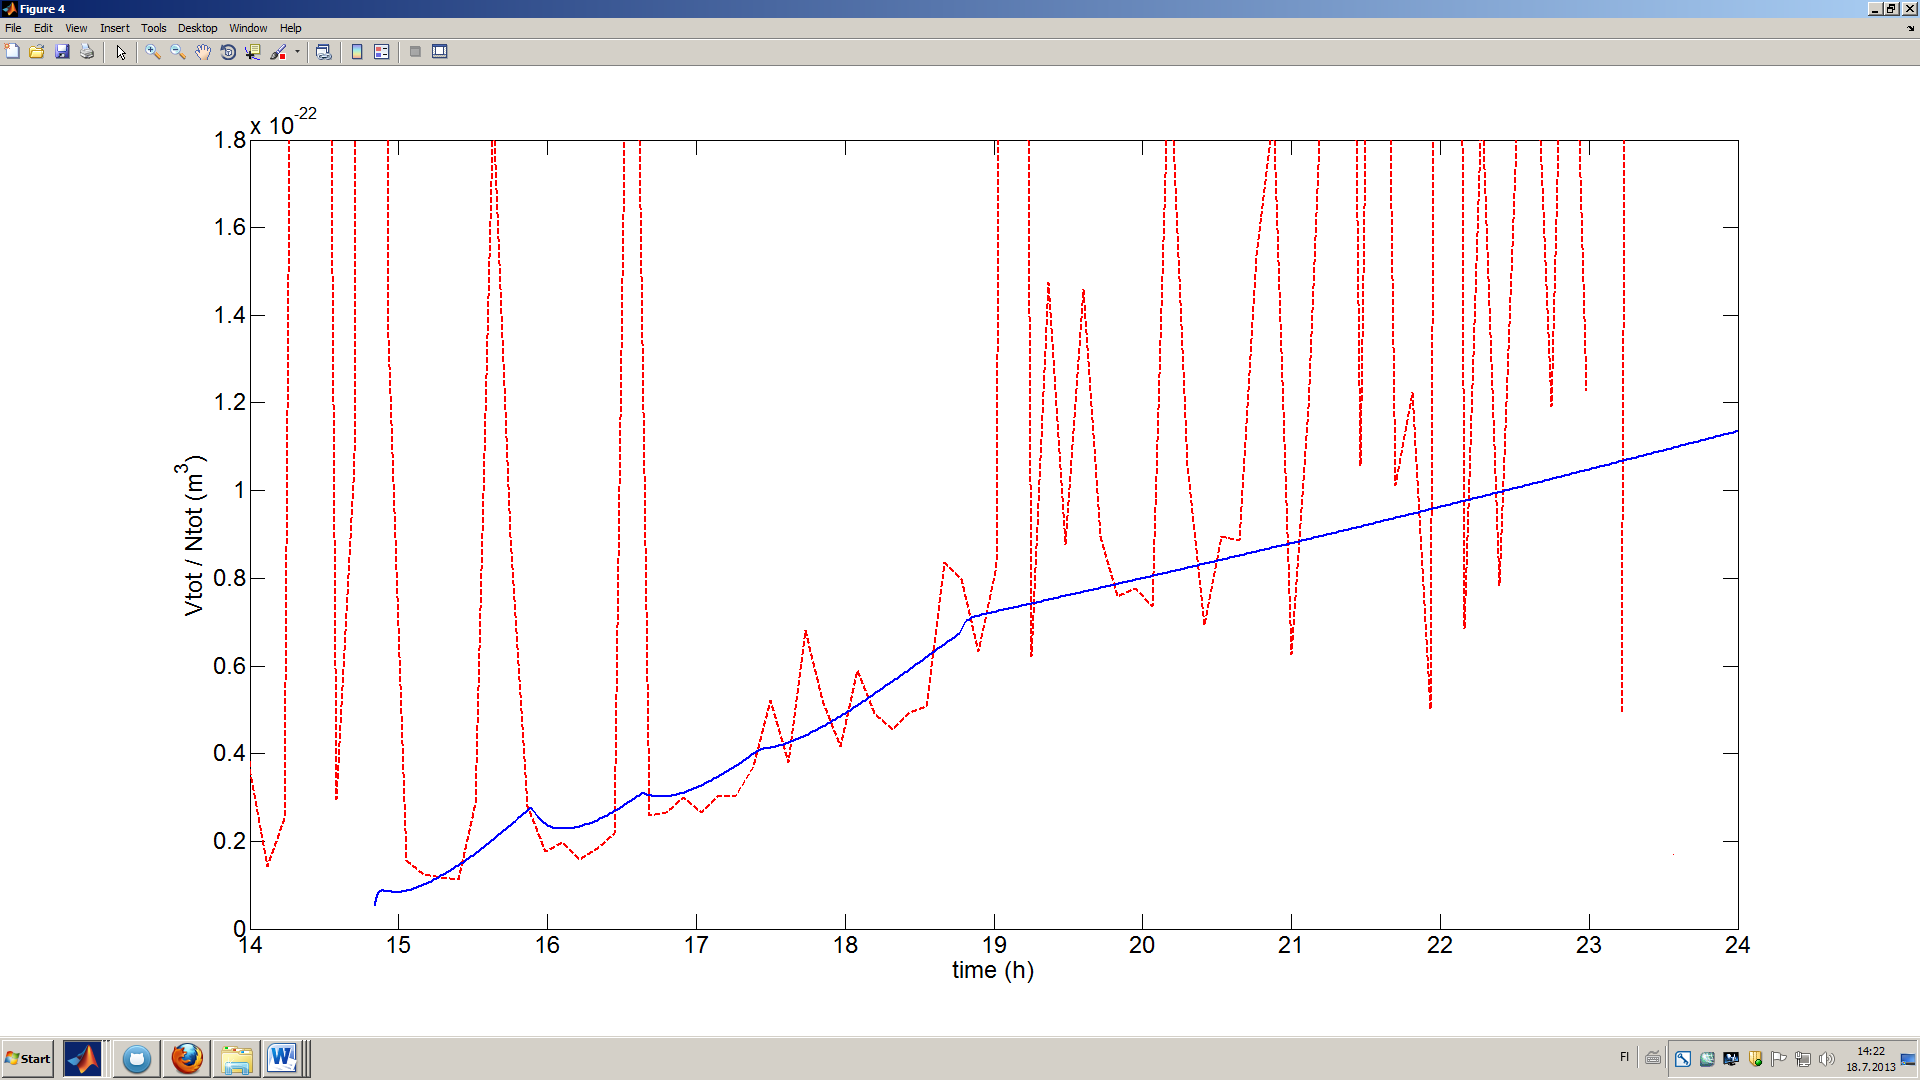 Figure 4
File Edit View Insert Tools Desktop Window Help
x 10-22
1.8
1.6
1.4
1.2
1
0.8
0.6
0.4
0.2
0
Vtot / Ntot (m3)
14 15 16 17 18 19 20 21 22 23 24
time (h)
Start
FI
14:22
18.7.2013